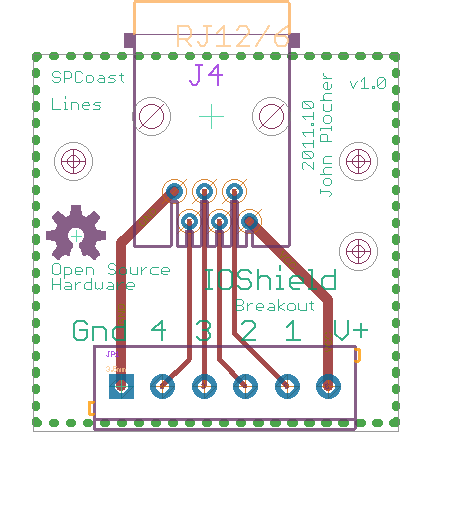 RJ12/6
J4
SPCoast
Lines
v1.0
2011.10
John Plocher
Open Source
Hardware
IOShield
Breakout
Gnd 4 3 2 1 V+